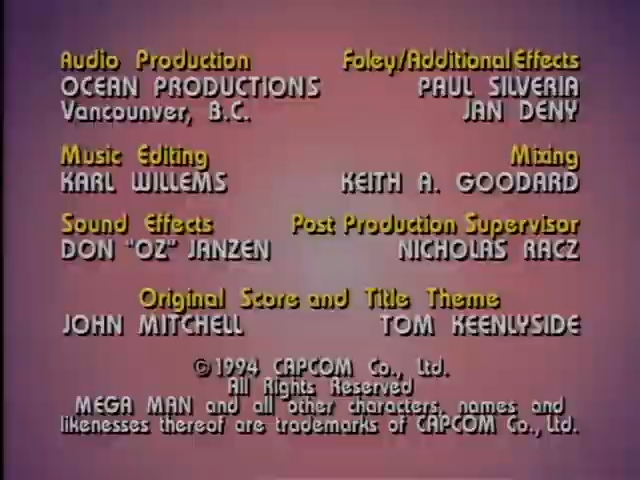 Audio Production
OCEAN PRODUCTIONS
Vancounver, B.C.
Foley/Additional Effects
PAUL SILVERIA
JAN DENY
Music Editing
KARL WILLEMS
Mixing
KEITH A. GOODARD
Sound Effects
DON "OZ" JANZEN
Post Production Supervisor
NICHOLAS RACZ
Original Score and Title Theme
JOHN MITCHELL TOM KEENLYSIDE
© 1994 CAPCOM Co., Ltd.
All Rights Reserved
MEGA MAN and all other characters, names and
likenesses thereof are trademarks of CAPCOM Co., Ltd.